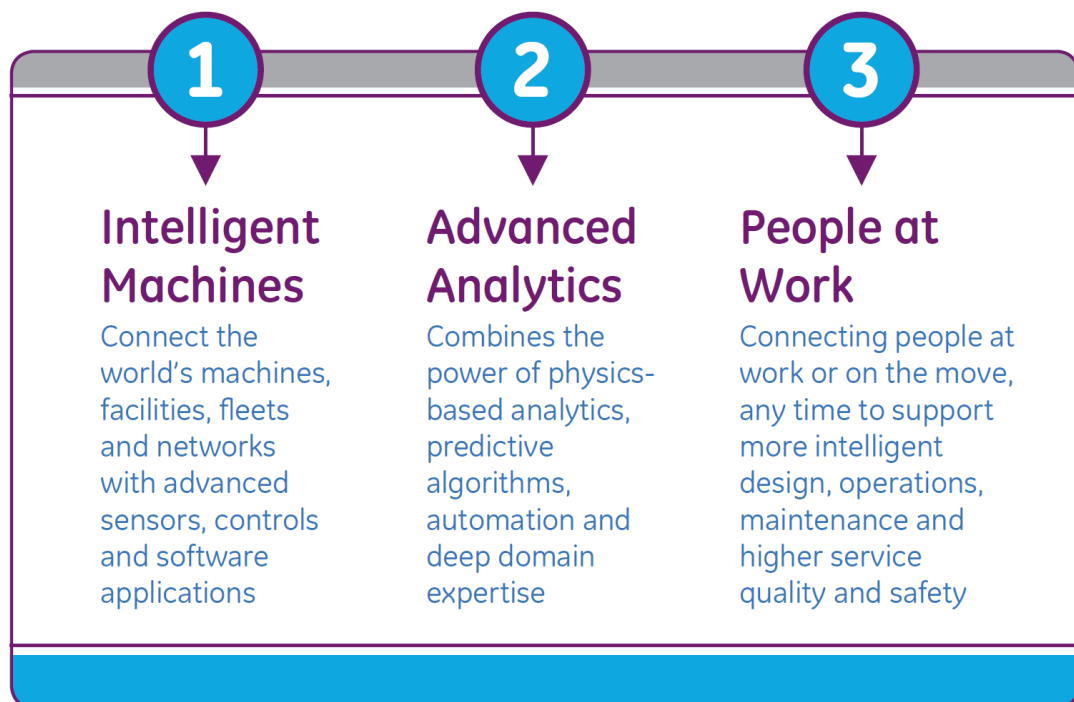 1
2
3
Intelligent
Machines
Connect the
world's machines,
facilities, fleets
and networks
with advanced
sensors, controls
and software
applications
Advanced
Analytics
Combines the
power of physics-
based analytics,
predictive
algorithms,
automation and
deep domain
expertise
People at
Work
Connecting people at
work or on the move,
any time to support
more intelligent
design, operations,
maintenance and
higher service
quality and safety